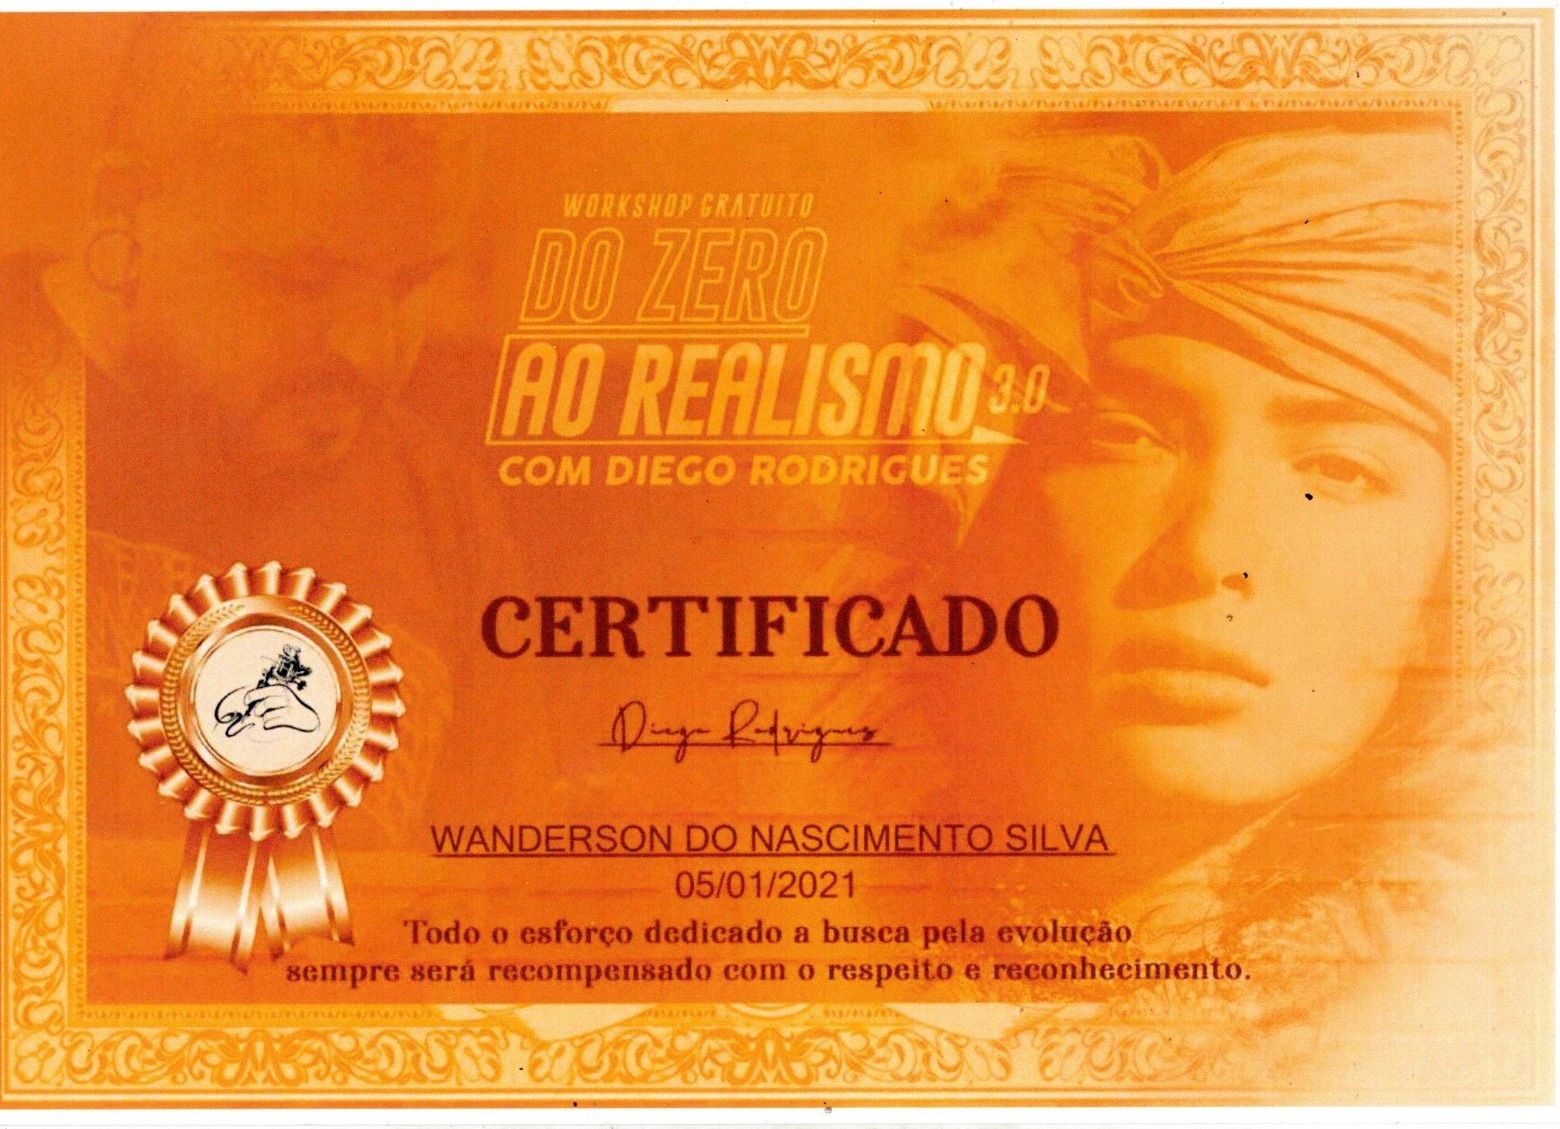 WORKSHOP GRATUITO
DO ZERO
AO REALISMO 3.0
COM DIEGO RODRIGUES
CERTIFICADO
Diego Rodrigues
WANDERSON DO NASCIMENTO SILVA
05/01/2021
Todo o esforço dedicado a busca pela evolução
sempre será recompensado com o respeito e reconhecimento.